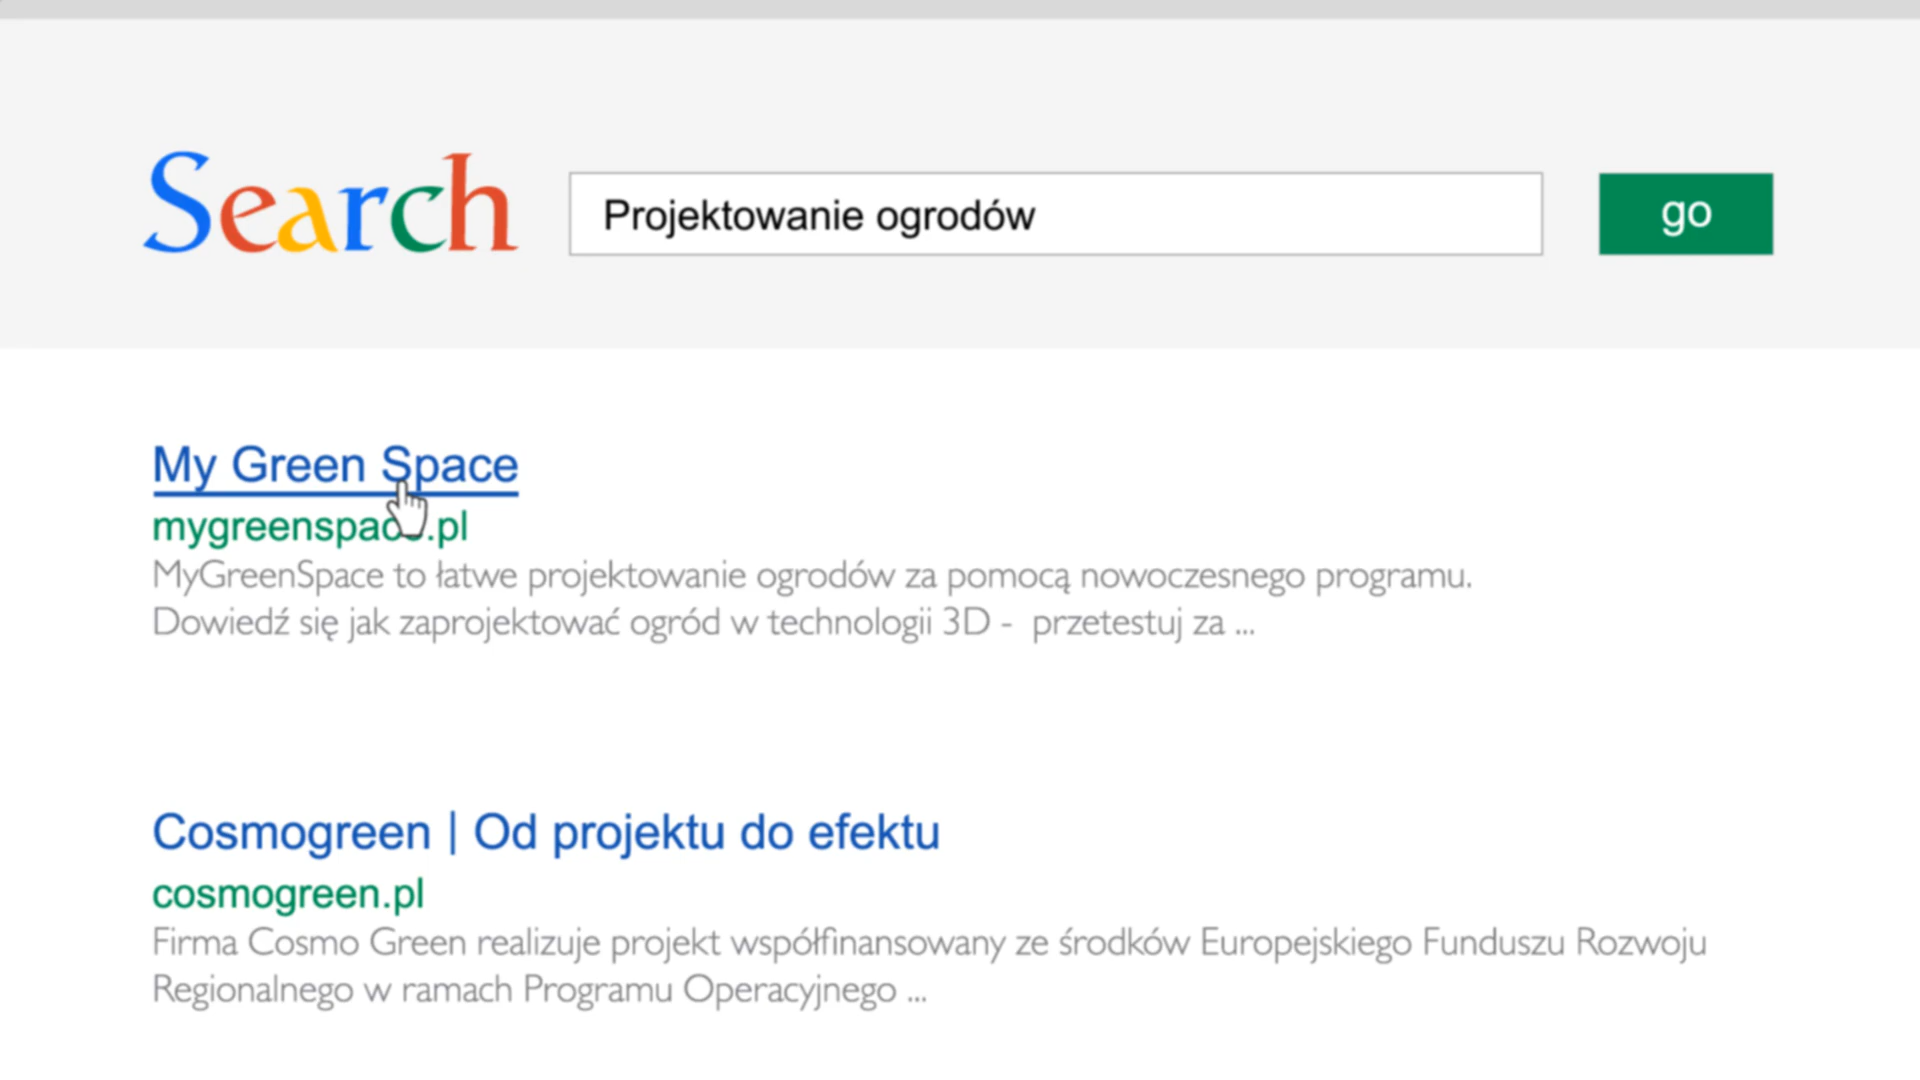 Search
Projektowanie ogrodów
go
My Green Space
mygreenspace.pl
MyGreenSpace to łatwe projektowanie ogrodów za pomocą nowoczesnego programu.
Dowiedź się jak zaprojektować ogród w technologii 3D - przetestuj za ...
Cosmogreen | Od projektu do efektu
cosmogreen.pl
Firma Cosmo Green realizuje projekt współfinansowany ze środków Europejskiego Funduszu Rozwoju
Regionalnego w ramach Programu Operacyjnego ...